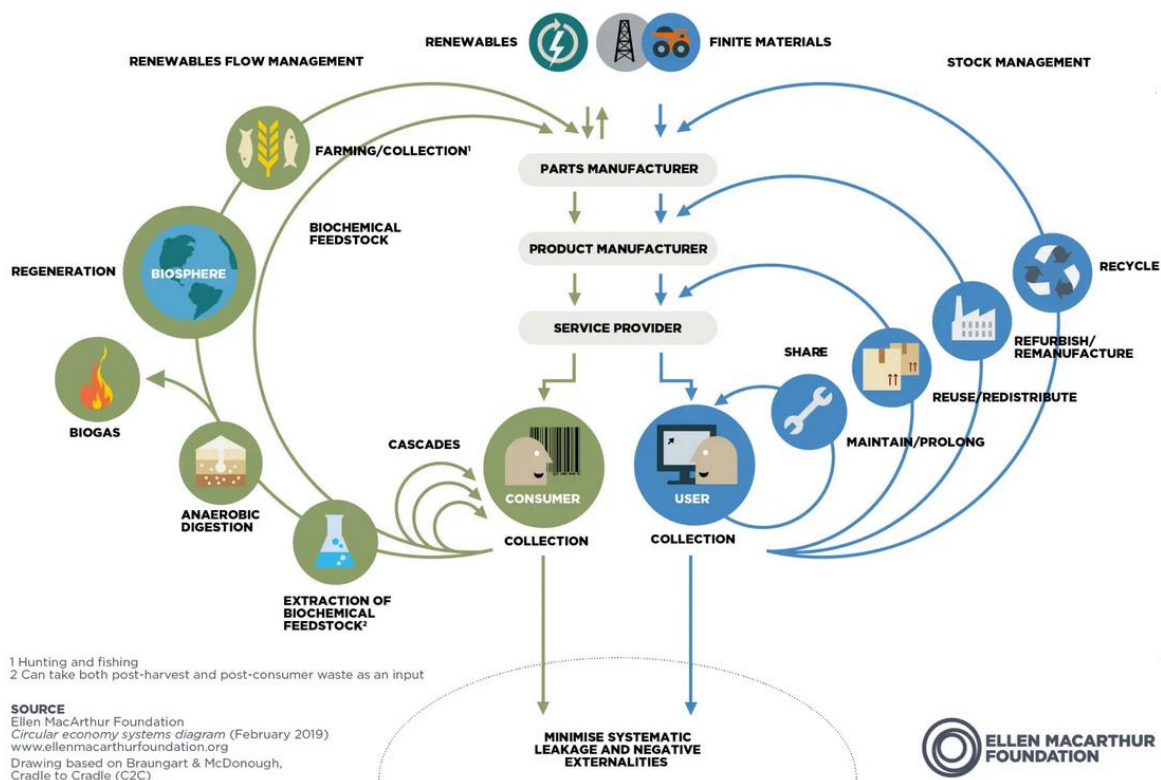 RENEWABLES
FINITE MATERIALS
RENEWABLES FLOW MANAGEMENT
STOCK MANAGEMENT
FARMING/COLLECTION¹
PARTS MANUFACTURER
BIOCHEMICAL
FEEDSTOCK
PRODUCT MANUFACTURER
REGENERATION
BIOSPHERE
RECYCLE
SERVICE PROVIDER
SHARE
REFURBISH/
REMANUFACTURE
REUSE/REDISTRIBUTE
BIOGAS
CASCADES
MAINTAIN/PROLONG
CONSUMER
USER
ANAEROBIC
DIGESTION
COLLECTION
COLLECTION
EXTRACTION OF
BIOCHEMICAL
FEEDSTOCK²
1 Hunting and fishing
2 Can take both post-harvest and post-consumer waste as an input
SOURCE
Ellen MacArthur Foundation
Circular economy systems diagram (February 2019)
www.ellenmacarthurfoundation.org
Drawing based on Braungart & McDonough,
Cradle to Cradle (C2C)
MINIMISE SYSTEMATIC
LEAKAGE AND NEGATIVE
EXTERNALITIES
ELLEN MACARTHUR
FOUNDATION